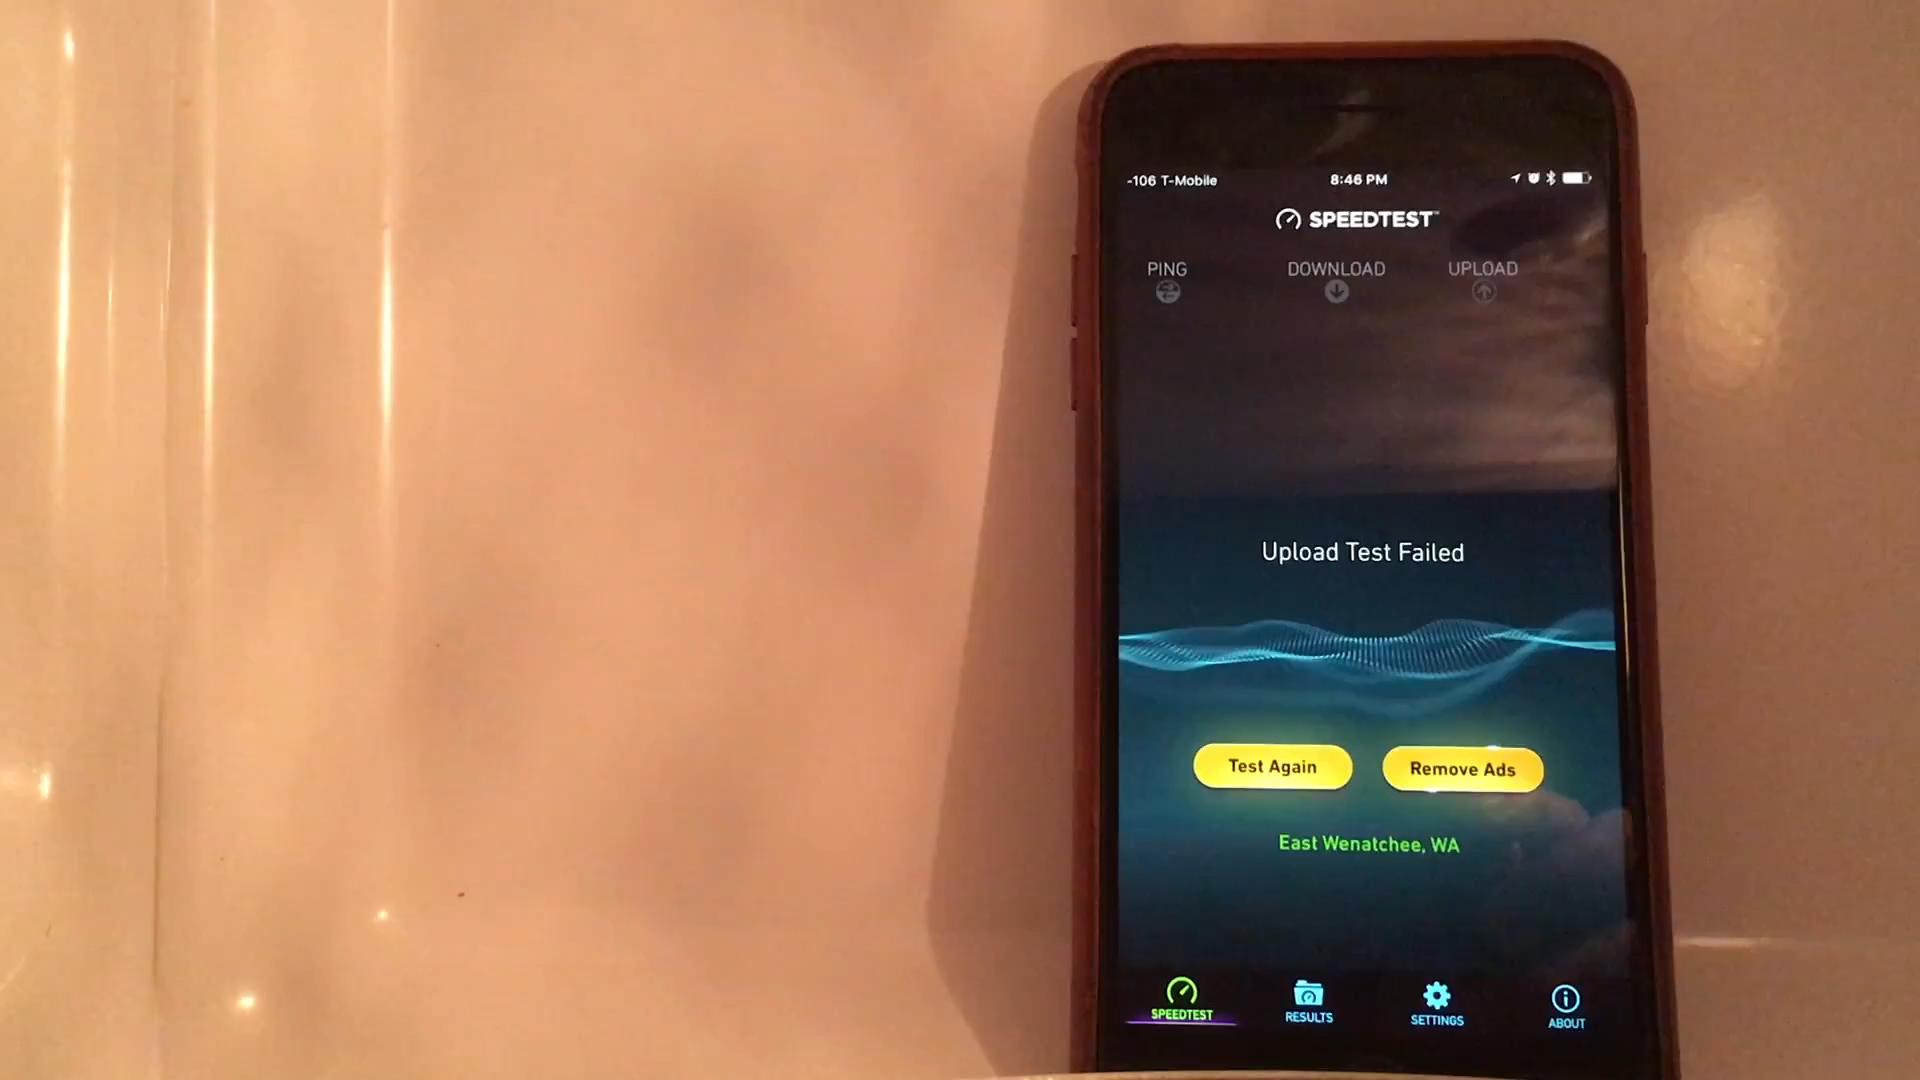 -106 T-Mobile 8:46 PM
SPEEDTEST™
PING DOWNLOAD UPLOAD
Upload Test Failed
Test Again Remove Ads
East Wenatchee, WA
SPEEDTEST RESULTS SETTINGS ABOUT